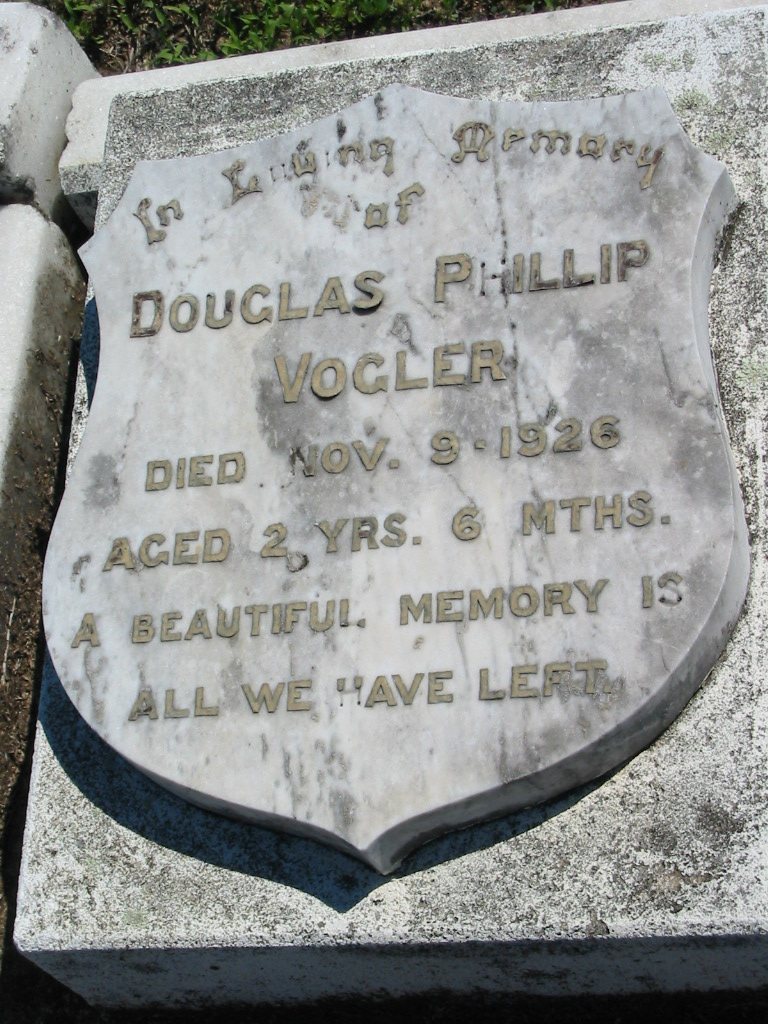 In Loving Memory
of
DOUGLAS PHILLIP
VOGLER
DIED NOV. 9 · 1926
AGED 2 YRS. 6 MTHS.
A BEAUTIFUL MEMORY IS
ALL WE HAVE LEFT.